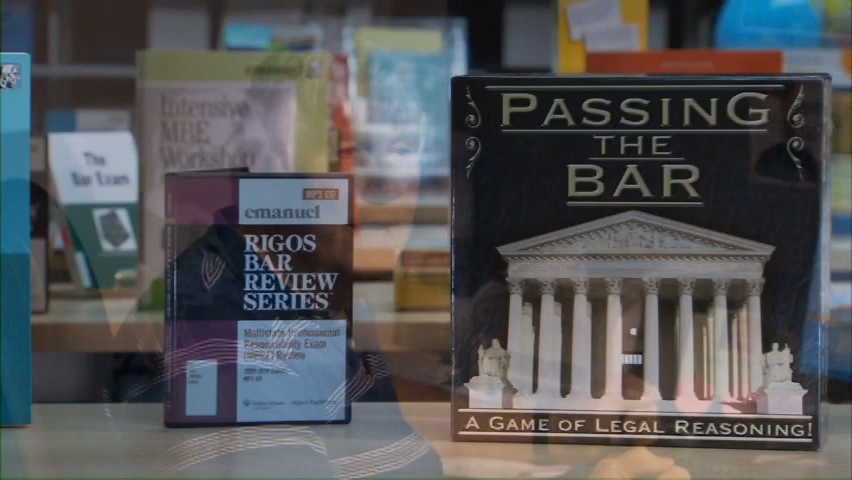 emanuel
Intensive
MBE
Workshop
The
Bar Exam
MP3 CD
emanuel
RIGOS
BAR
REVIEW
SERIES
Multistate Professional
Responsibility Exam
(MPRE) Review
PASSING
THE
BAR
A GAME OF LEGAL REASONING!